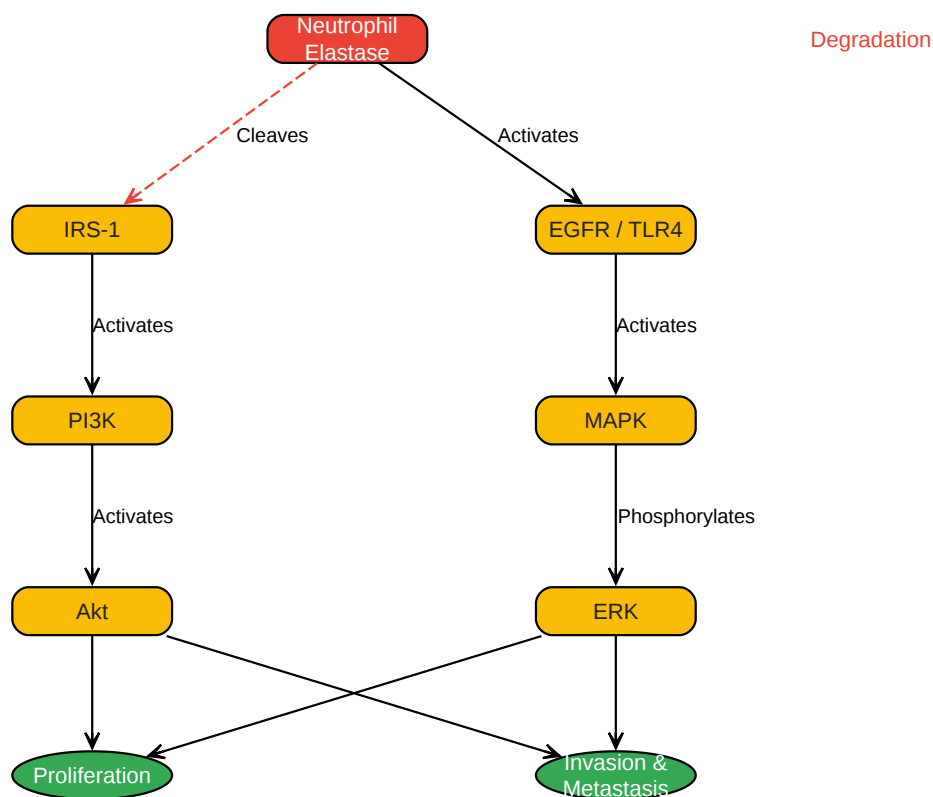 Neutrophil
Elastase
Degradation
Cleaves
Activates
IRS-1
EGFR / TLR4
Activates
Activates
PI3K
MAPK
Activates
Phosphorylates
Akt
ERK
Proliferation
Invasion &
Metastasis